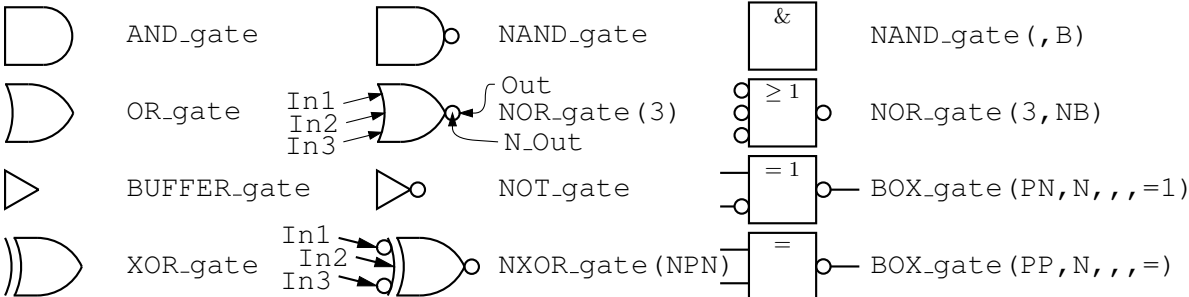 AND_gate NAND_gate & NAND_gate(,B)
Out
OR_gate In1 In2 In3 NOR_gate(3) ≥ 1 NOR_gate(3,NB)
N_Out
BUFFER_gate NOT_gate = 1 BOX_gate(PN,N,,,=1)
XOR_gate In1 In2 In3 NXOR_gate(NPN) = BOX_gate(PP,N,,,=)